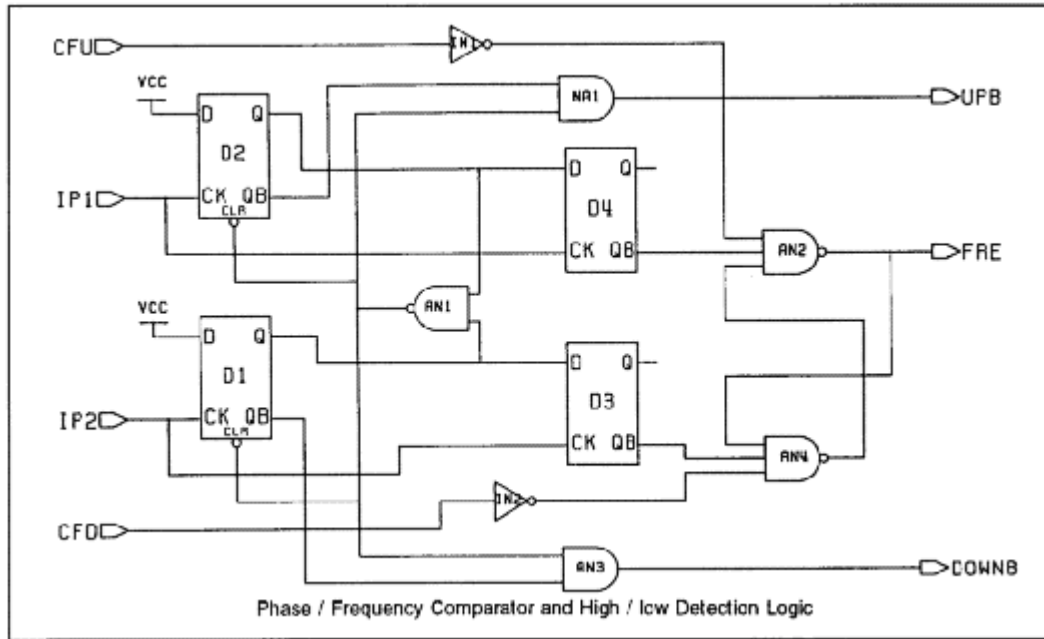 CFU
IN1
VCC
NA1
UPB
D Q
D2
D Q
D4
IP1
CK QB
CLR
AN2
FRE
CK QB
AN1
VCC
D Q
D1
D Q
D3
IP2
CK QB
CLR
CK QB
AN4
IN2
CFD
AN3
DOWNB
Phase / Frequency Comparator and High / low Detection Logic